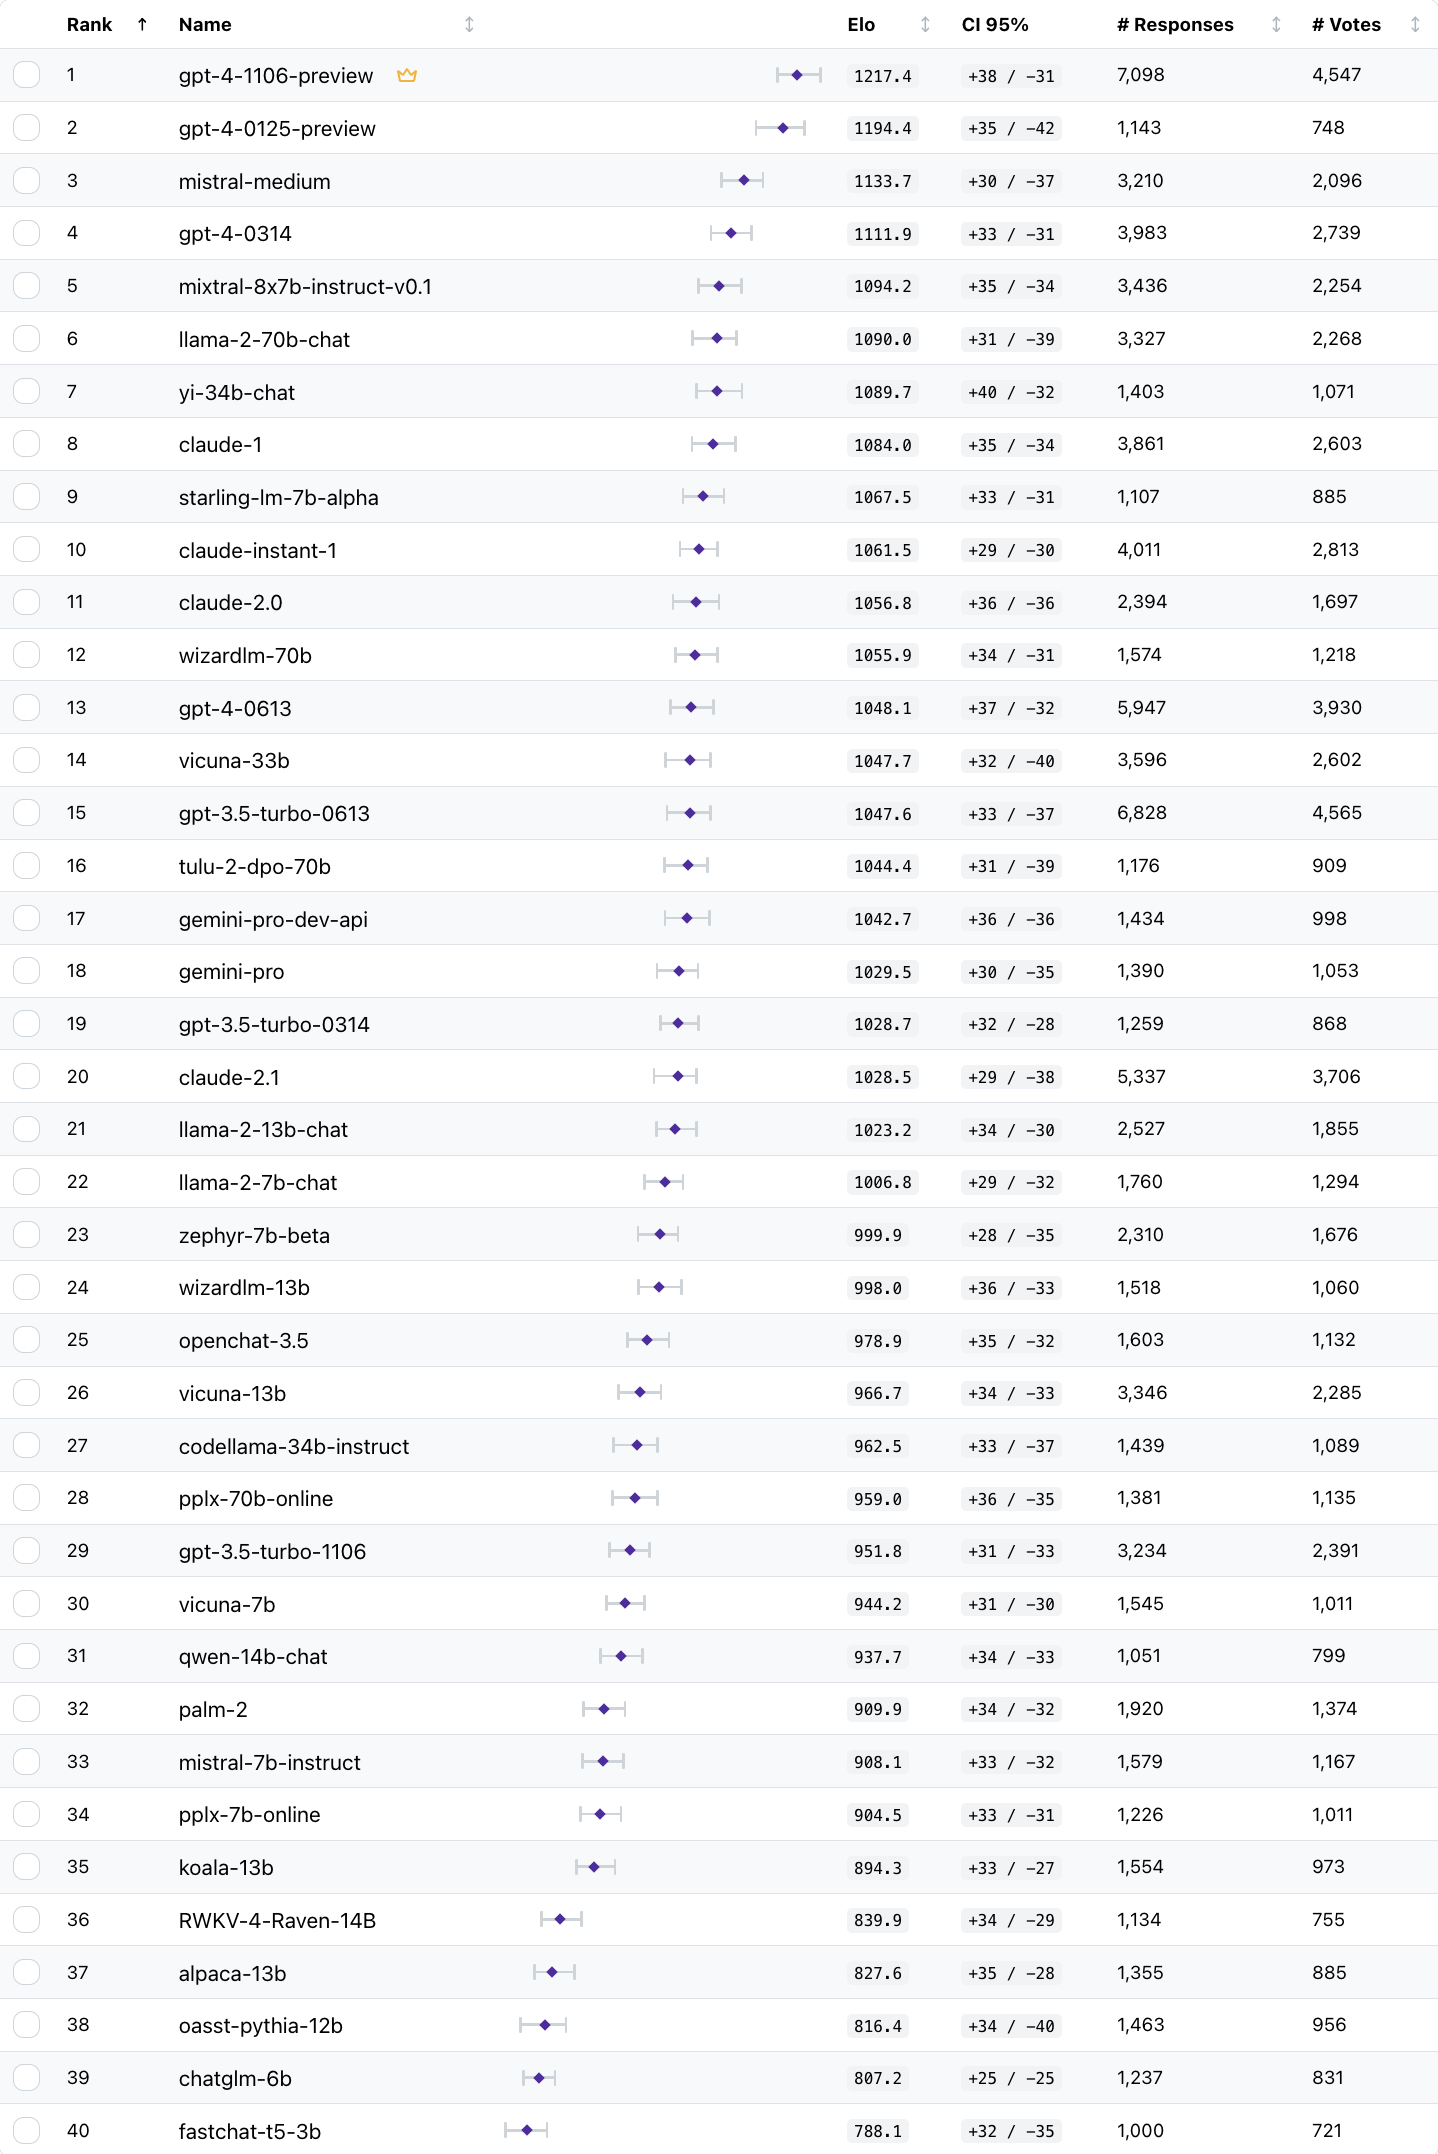 Rank ↑ Name Elo CI 95% # Responses # Votes
1 gpt-4-1106-preview 1217.4 +38 / -31 7,098 4,547
2 gpt-4-0125-preview 1194.4 +35 / -42 1,143 748
3 mistral-medium 1133.7 +30 / -37 3,210 2,096
4 gpt-4-0314 1111.9 +33 / -31 3,983 2,739
5 mixtral-8x7b-instruct-v0.1 1094.2 +35 / -34 3,436 2,254
6 llama-2-70b-chat 1090.0 +31 / -39 3,327 2,268
7 yi-34b-chat 1089.7 +40 / -32 1,403 1,071
8 claude-1 1084.0 +35 / -34 3,861 2,603
9 starling-lm-7b-alpha 1067.5 +33 / -31 1,107 885
10 claude-instant-1 1061.5 +29 / -30 4,011 2,813
11 claude-2.0 1056.8 +36 / -36 2,394 1,697
12 wizardlm-70b 1055.9 +34 / -31 1,574 1,218
13 gpt-4-0613 1048.1 +37 / -32 5,947 3,930
14 vicuna-33b 1047.7 +32 / -40 3,596 2,602
15 gpt-3.5-turbo-0613 1047.6 +33 / -37 6,828 4,565
16 tulu-2-dpo-70b 1044.4 +31 / -39 1,176 909
17 gemini-pro-dev-api 1042.7 +36 / -36 1,434 998
18 gemini-pro 1029.5 +30 / -35 1,390 1,053
19 gpt-3.5-turbo-0314 1028.7 +32 / -28 1,259 868
20 claude-2.1 1028.5 +29 / -38 5,337 3,706
21 llama-2-13b-chat 1023.2 +34 / -30 2,527 1,855
22 llama-2-7b-chat 1006.8 +29 / -32 1,760 1,294
23 zephyr-7b-beta 999.9 +28 / -35 2,310 1,676
24 wizardlm-13b 998.0 +36 / -33 1,518 1,060
25 openchat-3.5 978.9 +35 / -32 1,603 1,132
26 vicuna-13b 966.7 +34 / -33 3,346 2,285
27 codellama-34b-instruct 962.5 +33 / -37 1,439 1,089
28 pplx-70b-online 959.0 +36 / -35 1,381 1,135
29 gpt-3.5-turbo-1106 951.8 +31 / -33 3,234 2,391
30 vicuna-7b 944.2 +31 / -30 1,545 1,011
31 qwen-14b-chat 937.7 +34 / -33 1,051 799
32 palm-2 909.9 +34 / -32 1,920 1,374
33 mistral-7b-instruct 908.1 +33 / -32 1,579 1,167
34 pplx-7b-online 904.5 +33 / -31 1,226 1,011
35 koala-13b 894.3 +33 / -27 1,554 973
36 RWKV-4-Raven-14B 839.9 +34 / -29 1,134 755
37 alpaca-13b 827.6 +35 / -28 1,355 885
38 oasst-pythia-12b 816.4 +34 / -40 1,463 956
39 chatglm-6b 807.2 +25 / -25 1,237 831
40 fastchat-t5-3b 788.1 +32 / -35 1,000 721